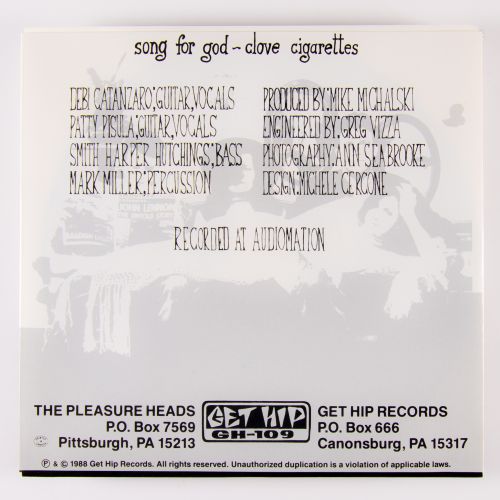 song for god - clove cigarettes
DEBI CATANZARO; GUITAR, VOCALS
PATTY PISULA; GUITAR, VOCALS
SMITH HARPER HUTCHINGS; BASS
MARK MILLER; PERCUSSION
PRODUCED BY: MIKE MICHALSKI
ENGINEERED BY: GREG VIZZA
PHOTOGRAPHY: ANN SEABROOKE
DESIGN: MICHELE CERCONE
RECORDED AT AUDIOMATION
JOHN LENNON
THE PLEASURE HEADS
P.O. Box 7569
Pittsburgh, PA 15213
GET HIP
GH-109
GET HIP RECORDS
P.O. Box 666
Canonsburg, PA 15317
Ⓟ & © 1988 Get Hip Records. All rights reserved. Unauthorized duplication is a violation of applicable laws.